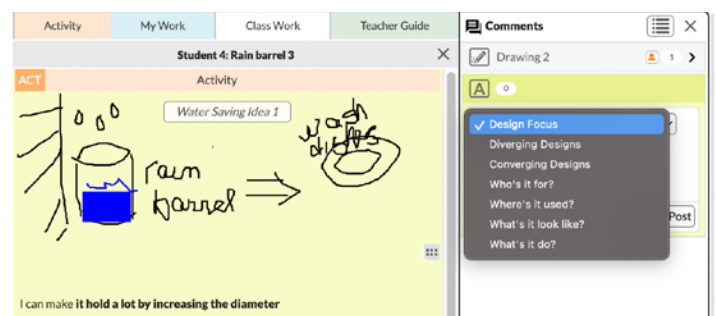 Activity My Work Class Work Teacher Guide
Student 4: Rain barrel 3
ACT Activity
Water Saving Idea 1
wash
dishes
rain
barrel
I can make it hold a lot by increasing the diameter
Comments
Drawing 2 1
A 0
Design Focus
Diverging Designs
Converging Designs
Who's it for?
Where's it used?
What's it look like?
What's it do?
Post